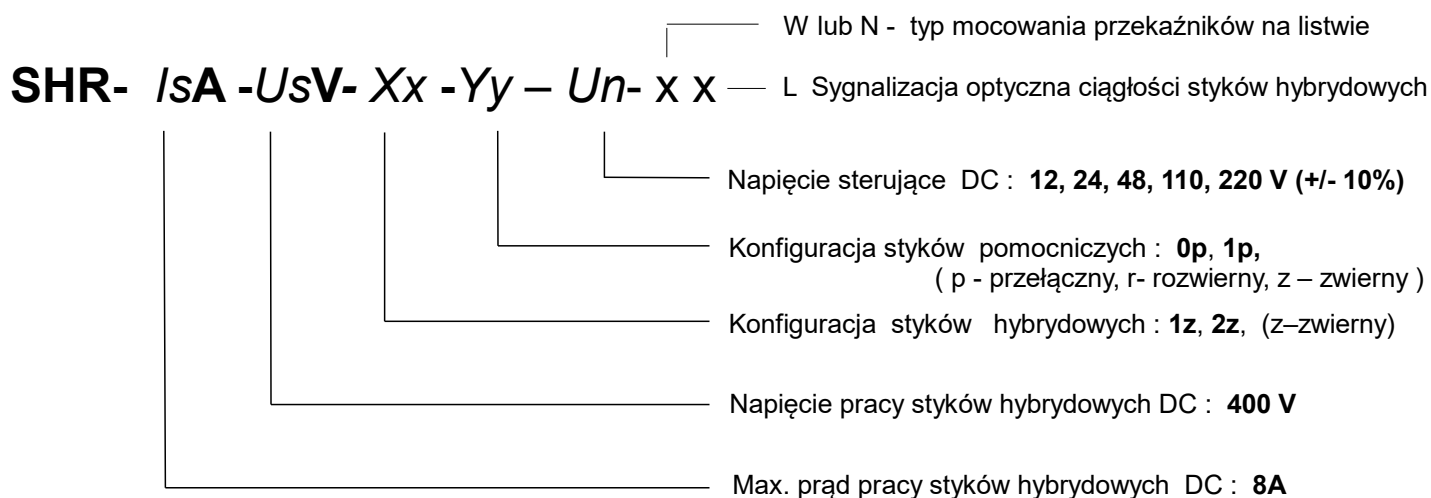 W lub N - typ mocowania przekaźników na listwie
SHR- IsA -UsV- Xx -Yy – Un- x x
L Sygnalizacja optyczna ciągłości styków hybrydowych
Napięcie sterujące DC : 12, 24, 48, 110, 220 V (+/- 10%)
Konfiguracja styków pomocniczych : 0p, 1p,
( p - przełączny, r- rozwierny, z – zwierny )
Konfiguracja styków hybrydowych : 1z, 2z, (z–zwierny)
Napięcie pracy styków hybrydowych DC : 400 V
Max. prąd pracy styków hybrydowych DC : 8A